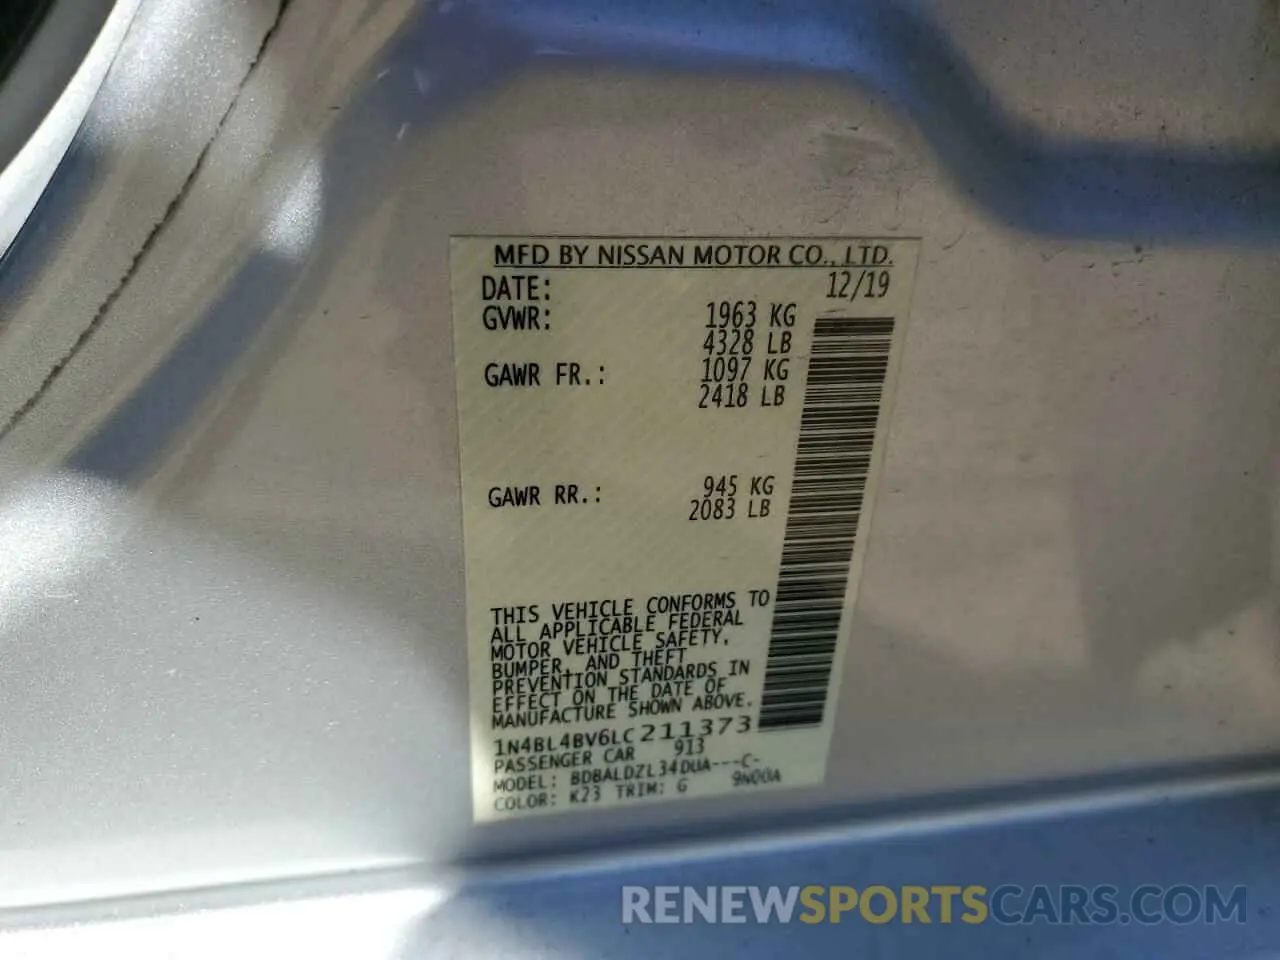 MFD BY NISSAN MOTOR CO., LTD.
DATE: 12/19
GVWR: 1963 KG
4328 LB
GAWR FR.: 1097 KG
2418 LB
GAWR RR.: 945 KG
2083 LB
THIS VEHICLE CONFORMS TO
ALL APPLICABLE FEDERAL
MOTOR VEHICLE SAFETY,
BUMPER, AND THEFT
PREVENTION STANDARDS IN
EFFECT ON THE DATE OF
MANUFACTURE SHOWN ABOVE.
1N4BL4BV6LC211373
PASSENGER CAR 913
MODEL: BDBALDZL34DUA---C-
COLOR: K23 TRIM: G 9N00A
RENEWSPORTSCARS.COM